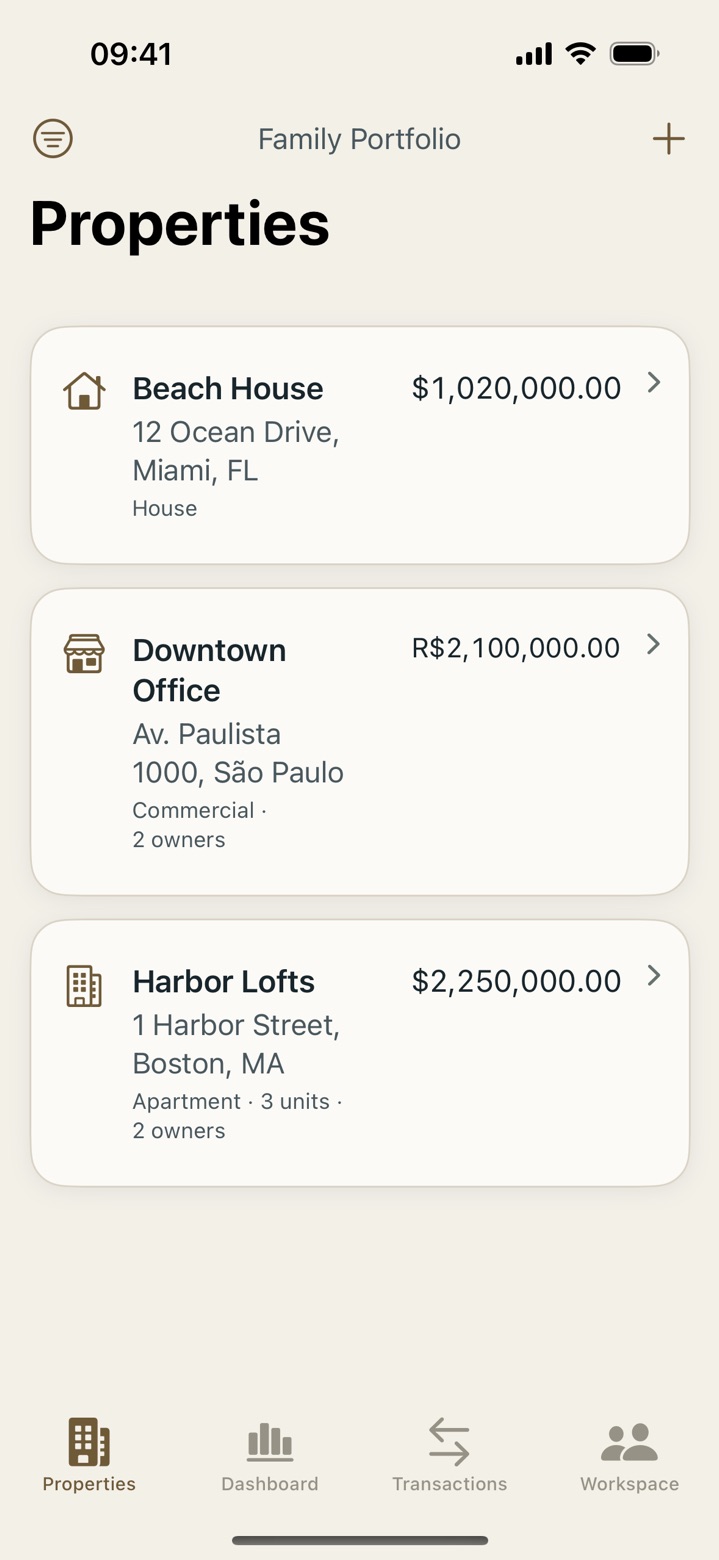 09:41
Family Portfolio
Properties
Beach House
$1,020,000.00
12 Ocean Drive,
Miami, FL
House
Downtown
Office
R$2,100,000.00
Av. Paulista
1000, São Paulo
Commercial ·
2 owners
Harbor Lofts
$2,250,000.00
1 Harbor Street,
Boston, MA
Apartment · 3 units ·
2 owners
Properties
Dashboard
Transactions
Workspace